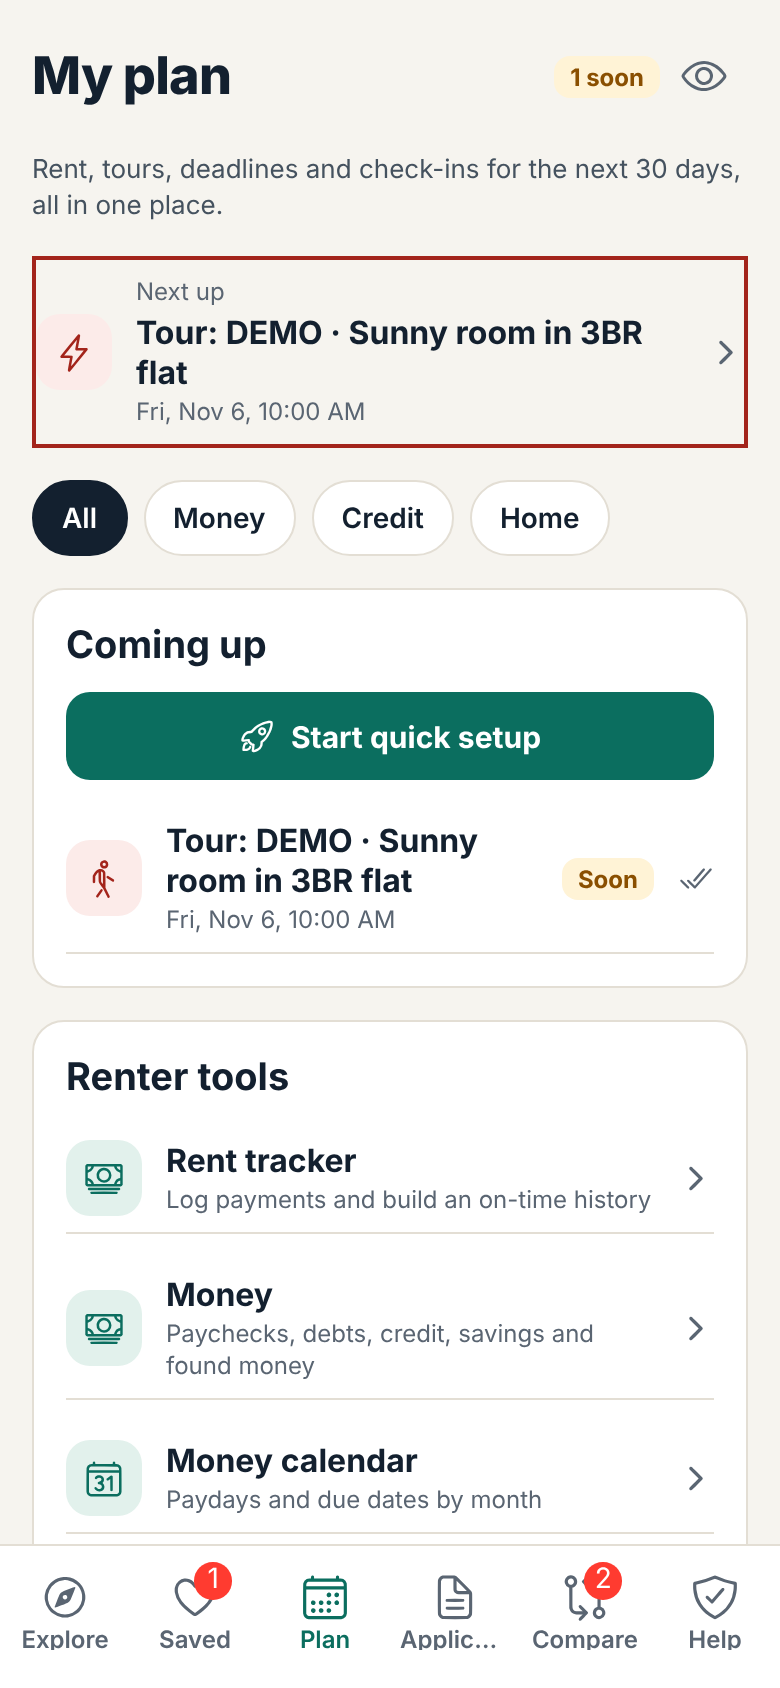 My plan
1 soon
Rent, tours, deadlines and check-ins for the next 30 days,
all in one place.
Next up
Tour: DEMO · Sunny room in 3BR
flat
Fri, Nov 6, 10:00 AM
All
Money
Credit
Home
Coming up
Start quick setup
Tour: DEMO · Sunny
room in 3BR flat
Fri, Nov 6, 10:00 AM
Soon
Renter tools
Rent tracker
Log payments and build an on-time history
Money
Paychecks, debts, credit, savings and
found money
31
Money calendar
Paydays and due dates by month
1
2
Explore
Saved
Plan
Applic...
Compare
Help